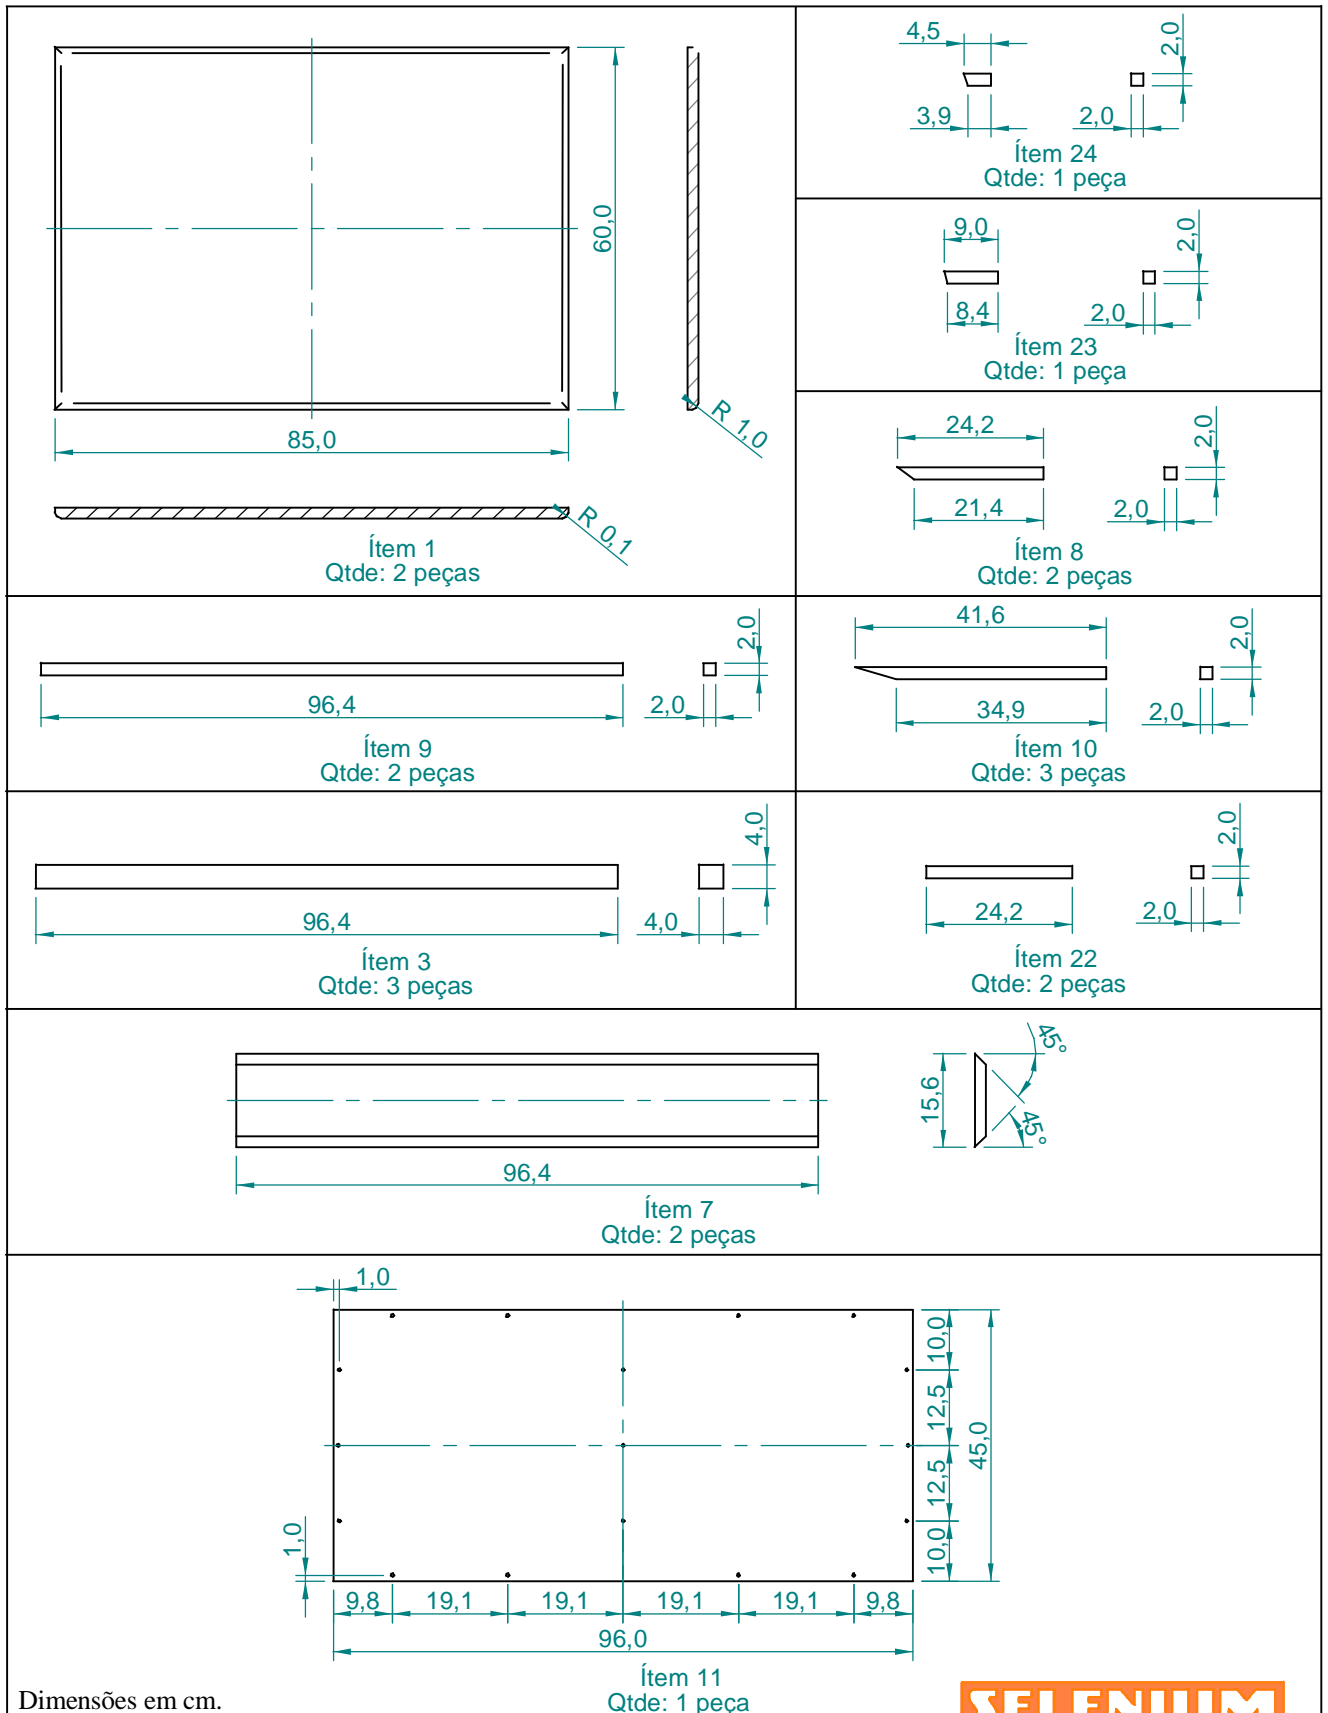 85,0
60,0
R 1,0
R 0,1
Ítem 1
Qtde: 2 peças
4,5
3,9
2,0
2,0
Ítem 24
Qtde: 1 peça
9,0
8,4
2,0
2,0
Ítem 23
Qtde: 1 peça
24,2
21,4
2,0
2,0
Ítem 8
Qtde: 2 peças
96,4
2,0
2,0
Ítem 9
Qtde: 2 peças
41,6
34,9
2,0
2,0
Ítem 10
Qtde: 3 peças
96,4
4,0
4,0
Ítem 3
Qtde: 3 peças
24,2
2,0
2,0
Ítem 22
Qtde: 2 peças
96,4
15,6
45°
45°
Ítem 7
Qtde: 2 peças
1,0
10,0
12,5
12,5
10,0
45,0
1,0
9,8 19,1 19,1 19,1 19,1 9,8
96,0
Ítem 11
Qtde: 1 peça
Dimensões em cm.
SELENIUM